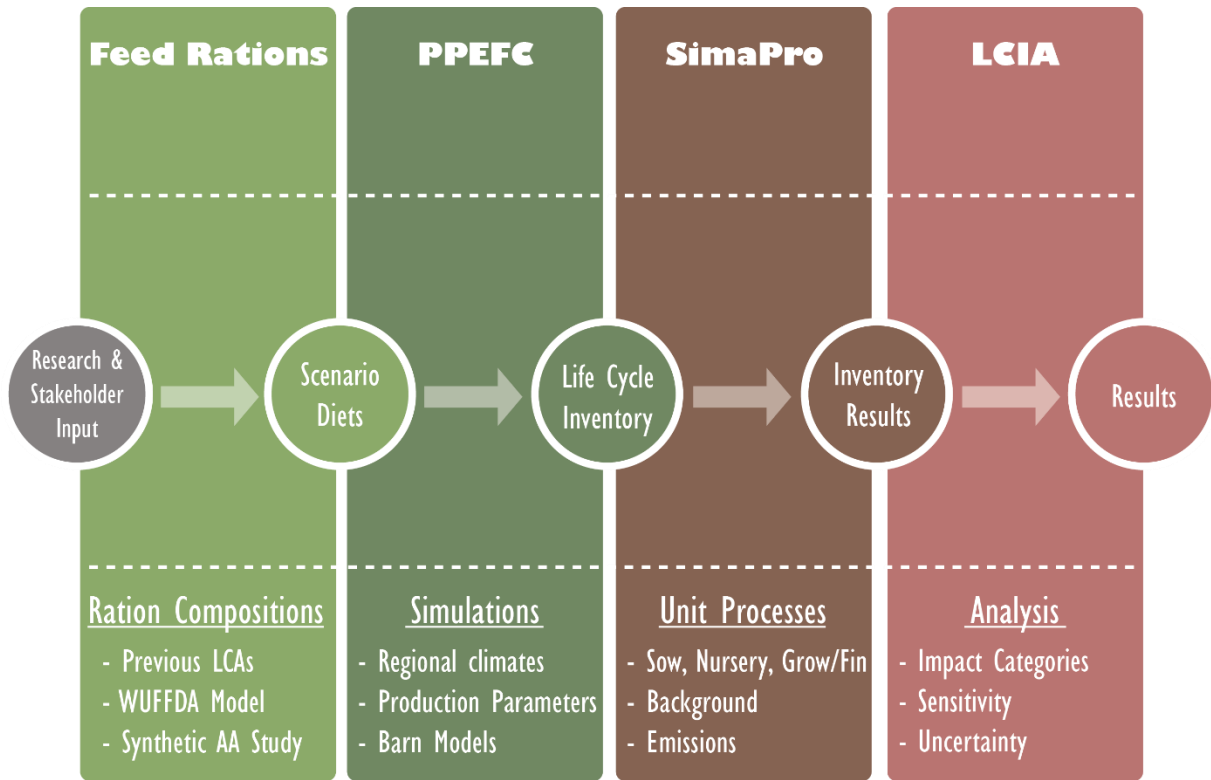 Feed Rations
PPEFC
SimaPro
LCIA
Research &
Stakeholder
Input
Scenario
Diets
Life Cycle
Inventory
Inventory
Results
Results
Ration Compositions
- Previous LCAs
- WUFFDA Model
- Synthetic AA Study
Simulations
- Regional climates
- Production Parameters
- Barn Models
Unit Processes
- Sow, Nursery, Grow/Fin
- Background
- Emissions
Analysis
- Impact Categories
- Sensitivity
- Uncertainty